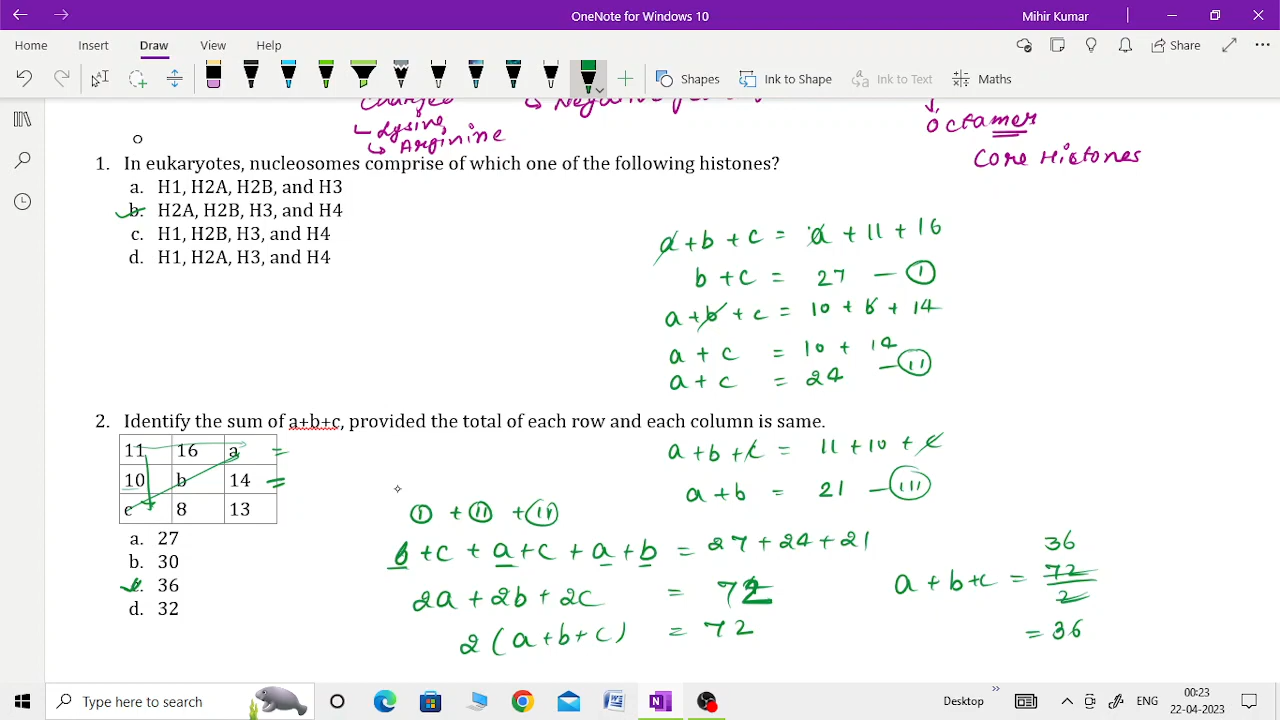 OneNote for Windows 10
Mihir Kumar
Home Insert Draw View Help
Share
Shapes Ink to Shape Ink to Text Maths
Lysine,
Arginine
Octamer
Core Histones
1. In eukaryotes, nucleosomes comprise of which one of the following histones?
a. H1, H2A, H2B, and H3
b. H2A, H2B, H3, and H4
c. H1, H2B, H3, and H4
d. H1, H2A, H3, and H4
a + b + c = a + 11 + 16
b + c = 27 — I
a + b + c = 10 + b + 14
a + c = 10 + 14
a + c = 24 — II
2. Identify the sum of a+b+c, provided the total of each row and each column is same.
11 16 a =
10 b 14 =
c 8 13
a. 27
b. 30
c. 36
d. 32
a + b + c = 11 + 10 + c
a + b = 21 — III
I + II + III
b + c + a + c + a + b = 27 + 24 + 21
2a + 2b + 2c = 72
2 ( a + b + c ) = 72
36
a + b + c = 72
2
= 36
Type here to search
Desktop
ENG
00:23
22-04-2023